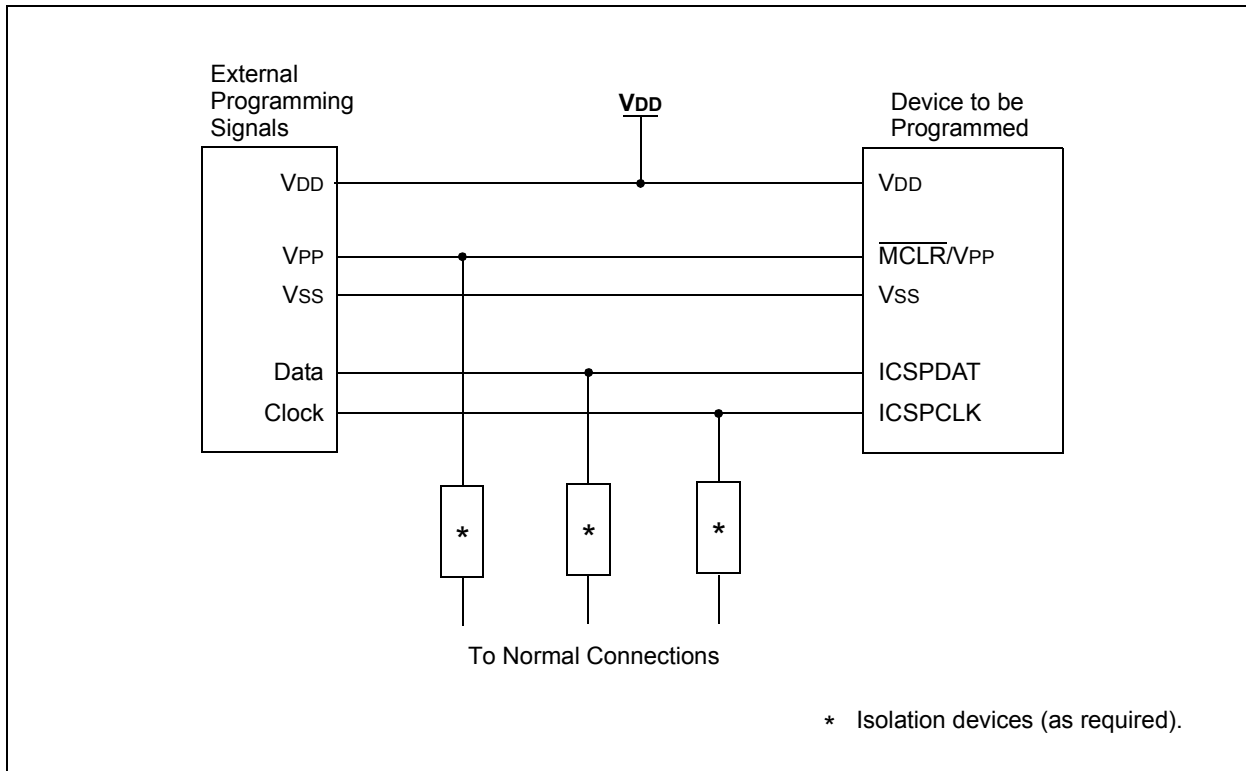 External
Programming
Signals
VDD
Device to be
Programmed
VDD
VDD
VPP
MCLR/VPP
VSS
VSS
Data
ICSPDAT
Clock
ICSPCLK
*
*
*
To Normal Connections
* Isolation devices (as required).